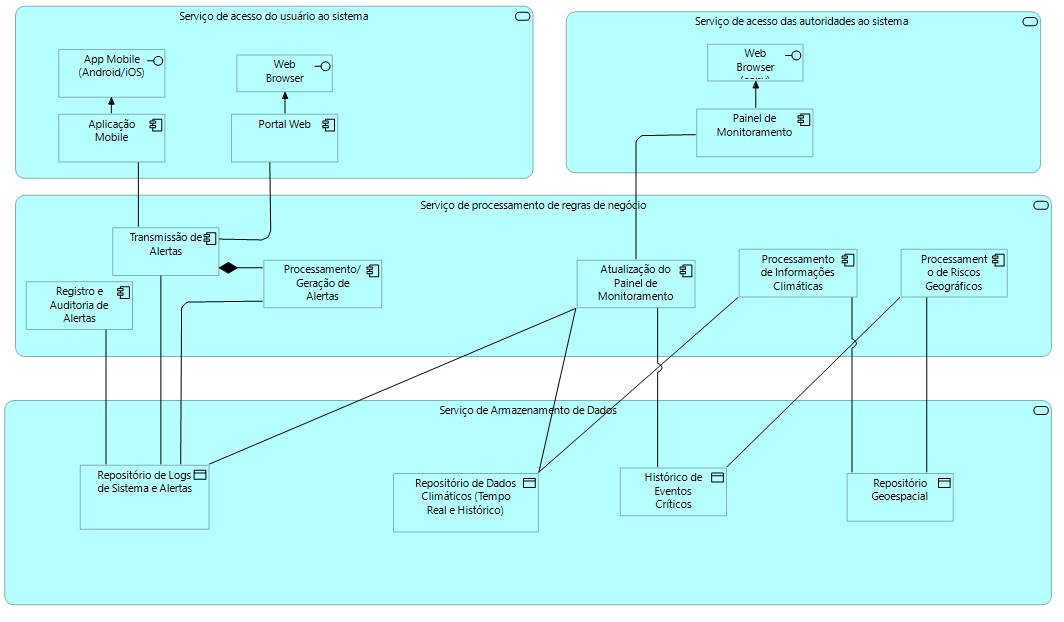 Serviço de acesso do usuário ao sistema
App Mobile
(Android/iOS)
Web
Browser
Aplicação
Mobile
Portal Web
Serviço de acesso das autoridades ao sistema
Web
Browser
(copy)
Painel de
Monitoramento
Serviço de processamento de regras de negócio
Transmissão de
Alertas
Processamento/
Geração de
Alertas
Registro e
Auditoria de
Alertas
Atualização do
Painel de
Monitoramento
Processamento
de Informações
Climáticas
Processament
o de Riscos
Geográficos
Serviço de Armazenamento de Dados
Repositório de Logs
de Sistema e Alertas
Repositório de Dados
Climáticos (Tempo
Real e Histórico)
Histórico de
Eventos
Críticos
Repositório
Geoespacial